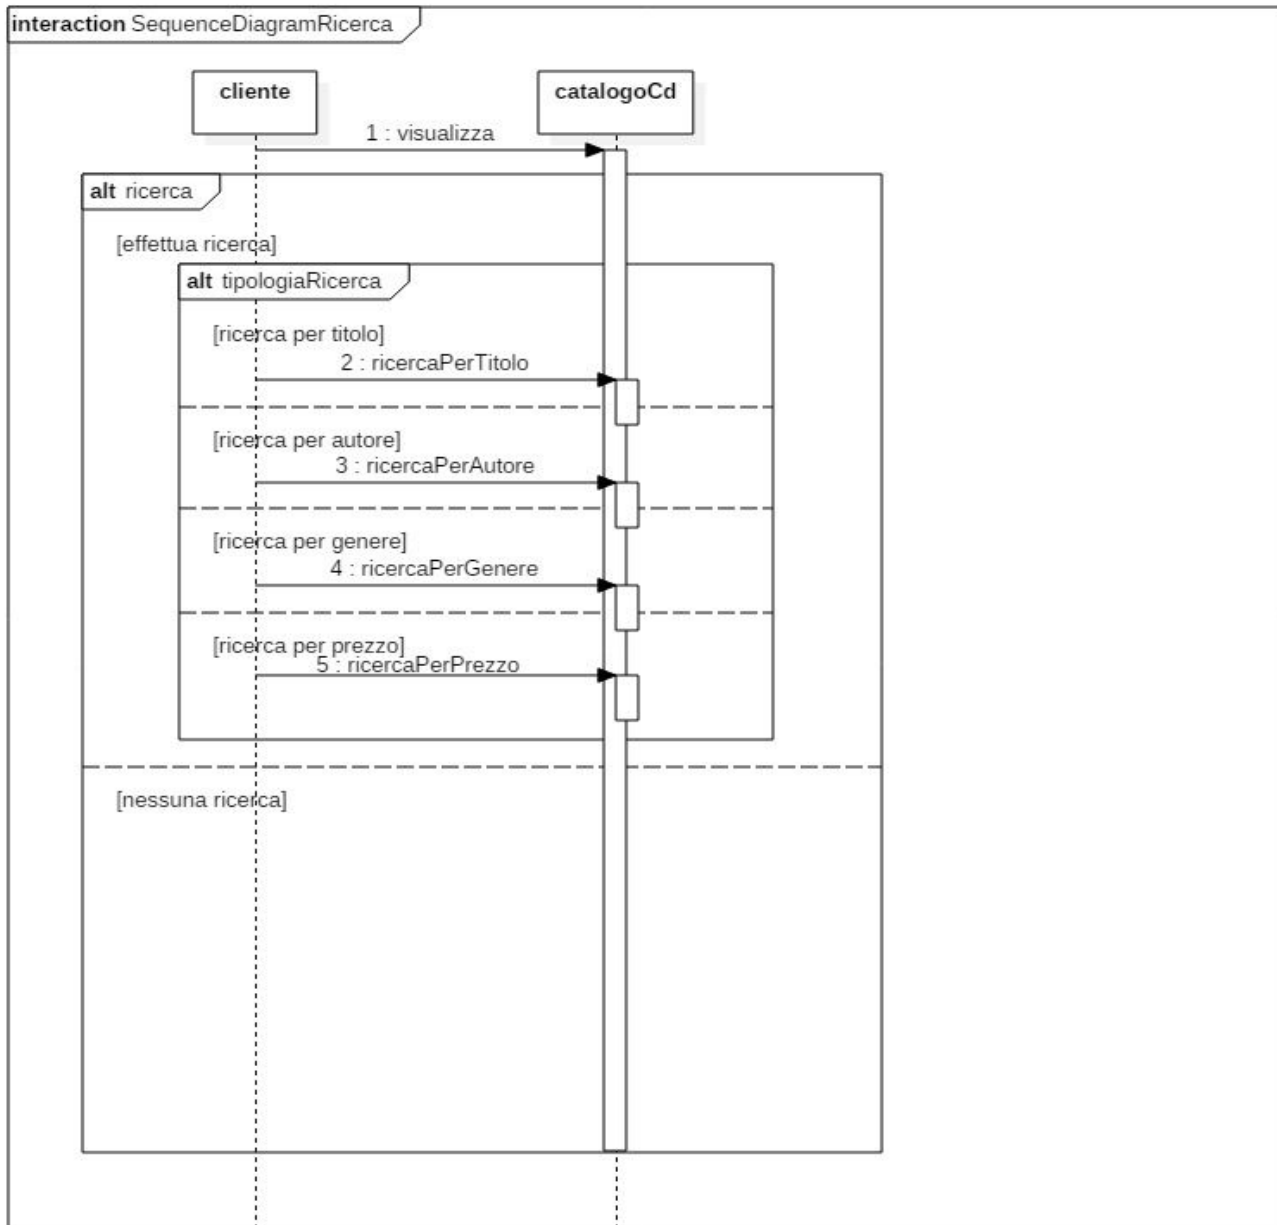 interaction SequenceDiagramRicerca
cliente
catalogoCd
1 : visualizza
alt ricerca
[effettua ricerca]
alt tipologiaRicerca
[ricerca per titolo]
2 : ricercaPerTitolo
[ricerca per autore]
3 : ricercaPerAutore
[ricerca per genere]
4 : ricercaPerGenere
[ricerca per prezzo]
5 : ricercaPerPrezzo
[nessuna ricerca]